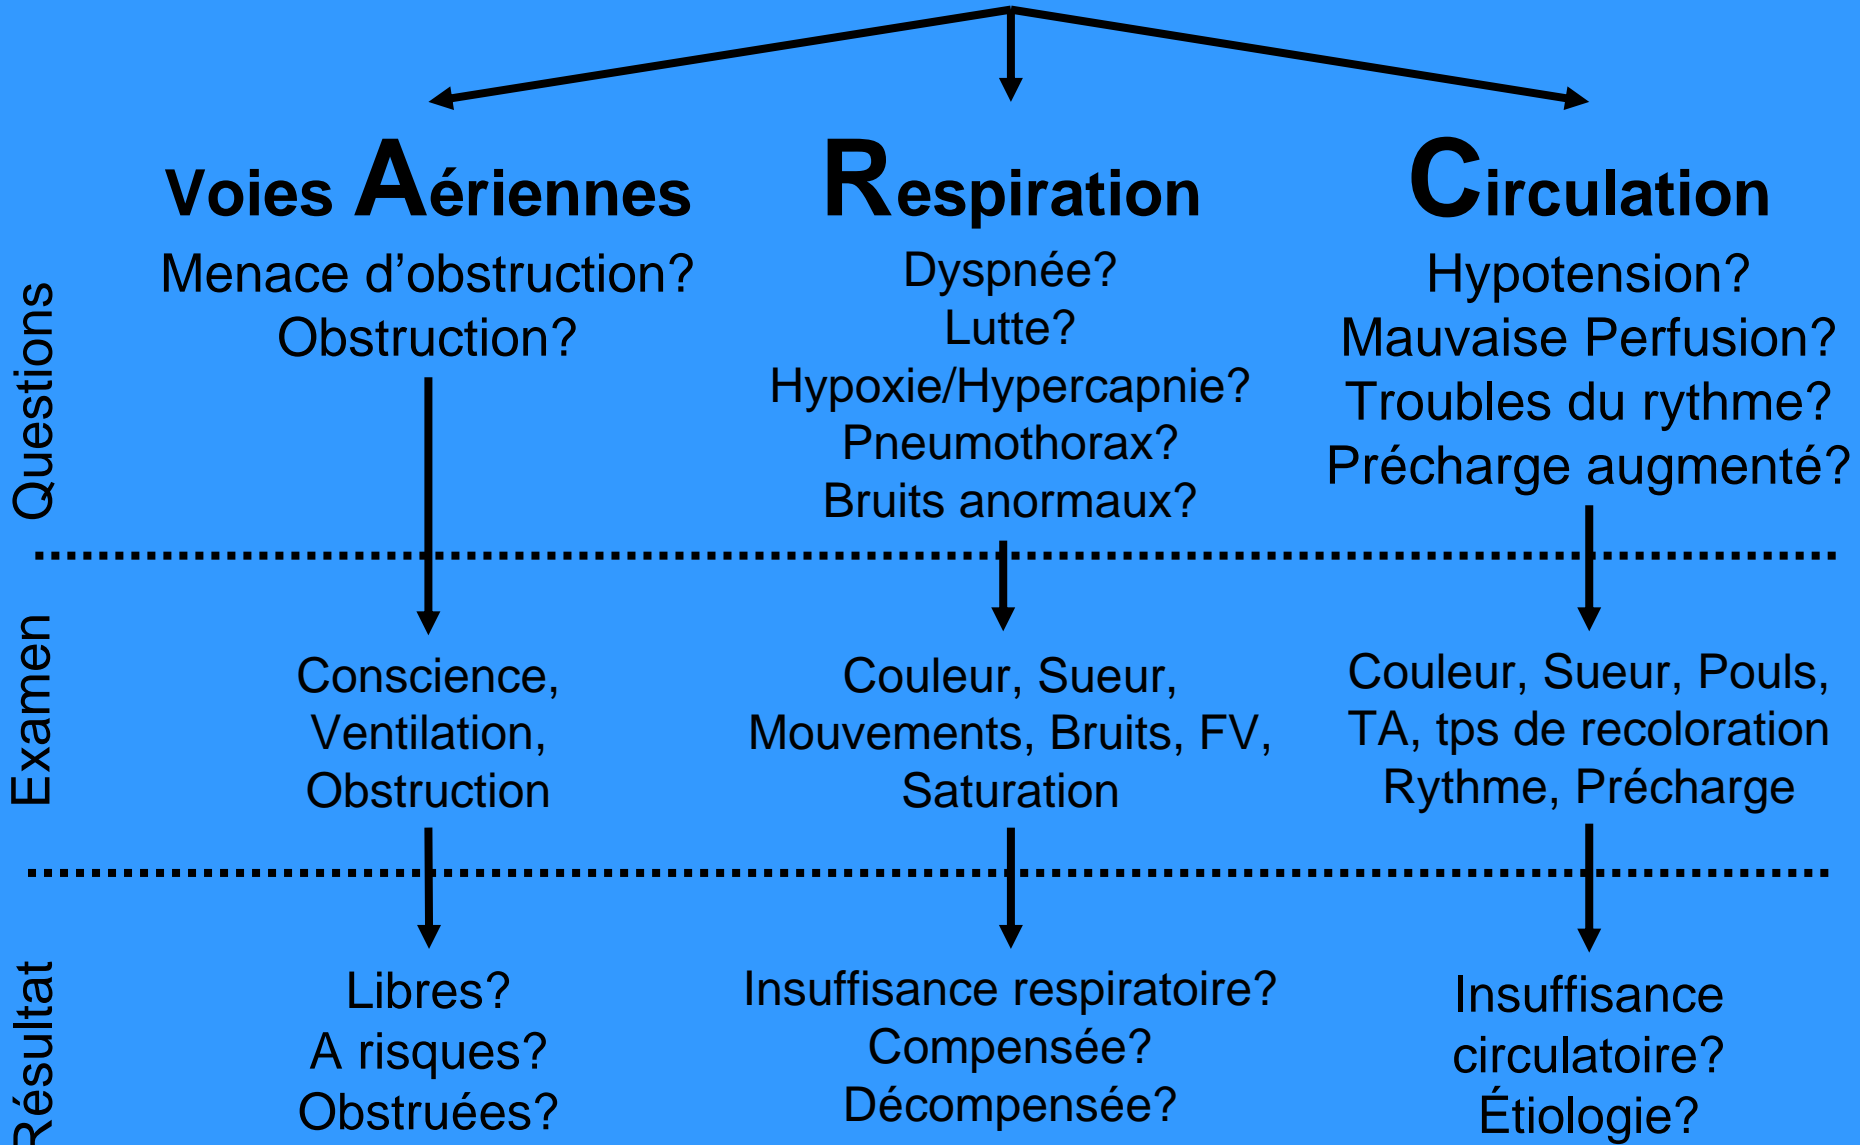 Voies Aériennes
Menace d'obstruction?
Obstruction?
Respiration
Dyspnée?
Lutte?
Hypoxie/Hypercapnie?
Pneumothorax?
Bruits anormaux?
Circulation
Hypotension?
Mauvaise Perfusion?
Troubles du rythme?
Précharge augmenté?
Questions
Conscience,
Ventilation,
Obstruction
Couleur, Sueur,
Mouvements, Bruits, FV,
Saturation
Couleur, Sueur, Pouls,
TA, tps de recoloration
Rythme, Précharge
Examen
Libres?
A risques?
Obstruées?
Insuffisance respiratoire?
Compensée?
Décompensée?
Insuffisance
circulatoire?
Étiologie?
Résultat